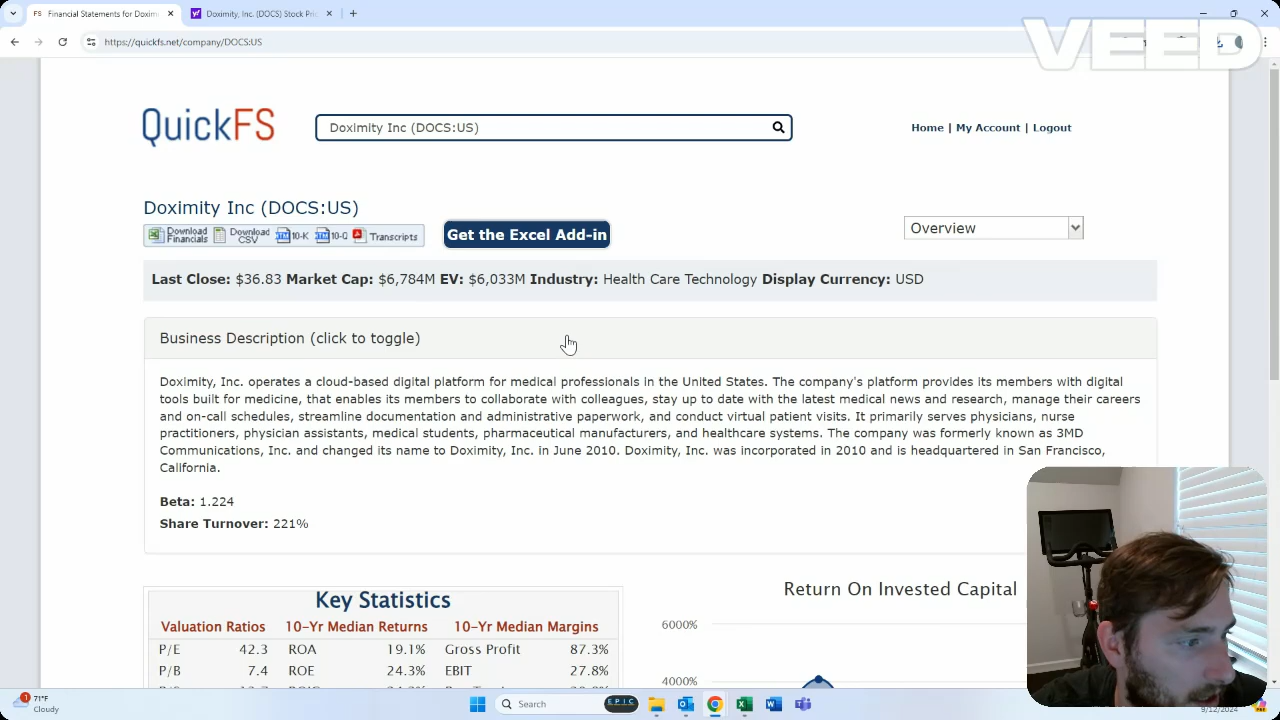 FS Financial Statements for Doxim
Doximity, Inc. (DOCS) Stock Pric
https://quickfs.net/company/DOCS:US
VEED
QuickFS
Doximity Inc (DOCS:US)
Home | My Account | Logout
Doximity Inc (DOCS:US)
Download Financials Download CSV 10-K 10-Q Transcripts
Get the Excel Add-in
Overview
Last Close: $36.83 Market Cap: $6,784M EV: $6,033M Industry: Health Care Technology Display Currency: USD
Business Description (click to toggle)
Doximity, Inc. operates a cloud-based digital platform for medical professionals in the United States. The company's platform provides its members with digital
tools built for medicine, that enables its members to collaborate with colleagues, stay up to date with the latest medical news and research, manage their careers
and on-call schedules, streamline documentation and administrative paperwork, and conduct virtual patient visits. It primarily serves physicians, nurse
practitioners, physician assistants, medical students, pharmaceutical manufacturers, and healthcare systems. The company was formerly known as 3MD
Communications, Inc. and changed its name to Doximity, Inc. in June 2010. Doximity, Inc. was incorporated in 2010 and is headquartered in San Francisco,
California.
Beta: 1.224
Share Turnover: 221%
Key Statistics
Valuation Ratios 10-Yr Median Returns 10-Yr Median Margins
P/E 42.3 ROA 19.1% Gross Profit 87.3%
P/B 7.4 ROE 24.3% EBIT 27.8%
Return On Invested Capital
6000%
4000%
71°F
Cloudy
Search
EPIC
9/12/2024